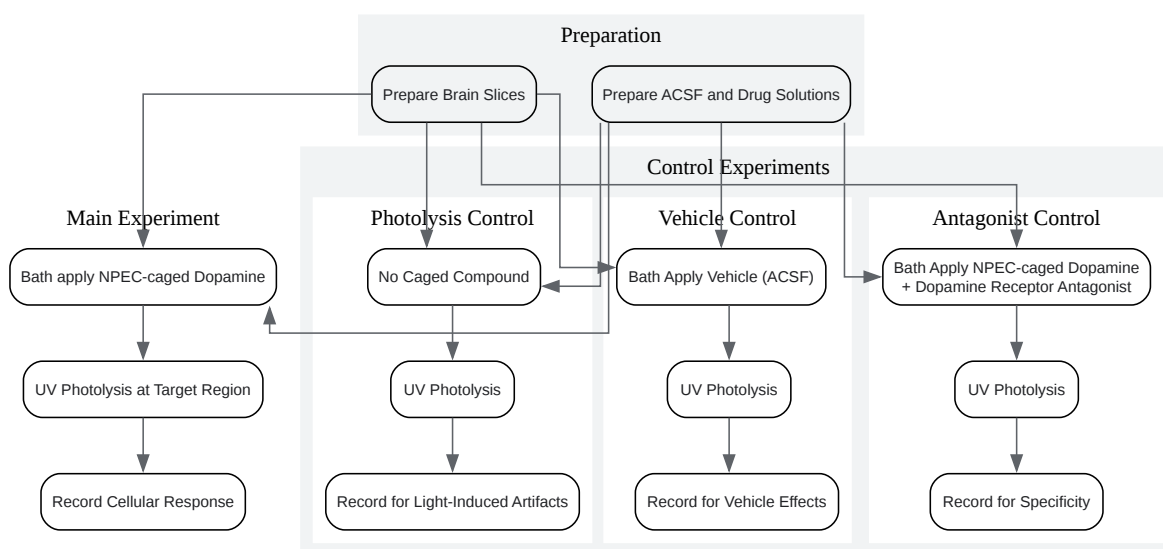 Preparation
Prepare Brain Slices
Prepare ACSF and Drug Solutions
Control Experiments
Main Experiment
Photolysis Control
Vehicle Control
Antagonist Control
Bath apply NPEC-caged Dopamine
No Caged Compound
Bath Apply Vehicle (ACSF)
Bath Apply NPEC-caged Dopamine
+ Dopamine Receptor Antagonist
UV Photolysis at Target Region
UV Photolysis
UV Photolysis
UV Photolysis
Record Cellular Response
Record for Light-Induced Artifacts
Record for Vehicle Effects
Record for Specificity